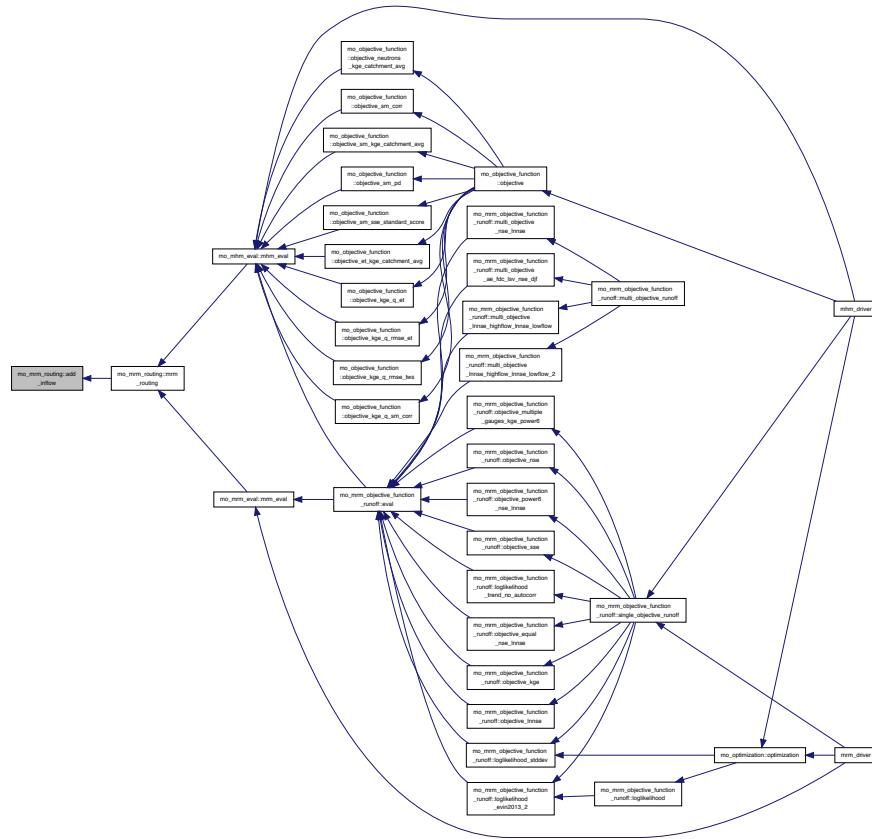 mo_objective_function
::objective_neutrons
_kge_catchment_avg
mo_objective_function
::objective_sm_corr
mo_objective_function
::objective_sm_kge_catchment_avg
mo_objective_function
::objective_sm_pd
mo_objective_function
::objective
mo_objective_function
::objective_sm_sse_standard_score
mo_mrm_objective_function
_runoff::multi_objective
_nse_lnnse
mo_mhm_eval::mhm_eval
mo_objective_function
::objective_et_kge_catchment_avg
mo_mrm_objective_function
_runoff::multi_objective
_ae_fdc_lsv_nse_djf
mo_objective_function
::objective_kge_q_et
mo_mrm_objective_function
_runoff::multi_objective_runoff
mo_objective_function
::objective_kge_q_rmse_et
mo_mrm_objective_function
_runoff::multi_objective
_lnnse_highflow_lnnse_lowflow
mhm_driver
mo_objective_function
::objective_kge_q_rmse_tws
mo_mrm_objective_function
_runoff::multi_objective
_lnnse_highflow_lnnse_lowflow_2
mo_mrm_routing::add
_inflow
mo_mrm_routing::mrm
_routing
mo_objective_function
::objective_kge_q_sm_corr
mo_mrm_objective_function
_runoff::objective_multiple
_gauges_kge_power6
mo_mrm_objective_function
_runoff::objective_nse
mo_mrm_eval::mrm_eval
mo_mrm_objective_function
_runoff::eval
mo_mrm_objective_function
_runoff::objective_power6
_nse_lnnse
mo_mrm_objective_function
_runoff::objective_sse
mo_mrm_objective_function
_runoff::loglikelihood
_trend_no_autocorr
mo_mrm_objective_function
_runoff::single_objective_runoff
mo_mrm_objective_function
_runoff::objective_equal
_nse_lnnse
mo_mrm_objective_function
_runoff::objective_kge
mo_mrm_objective_function
_runoff::objective_lnnse
mo_mrm_objective_function
_runoff::loglikelihood_stddev
mo_optimization::optimization
mrm_driver
mo_mrm_objective_function
_runoff::loglikelihood
_evin2013_2
mo_mrm_objective_function
_runoff::loglikelihood